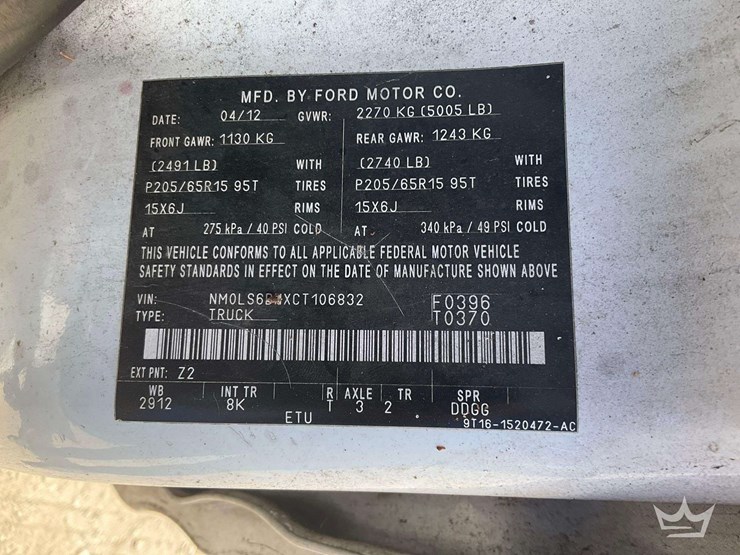 MFD. BY FORD MOTOR CO.
DATE: 04/12 GVWR: 2270 KG (5005 LB)
FRONT GAWR: 1130 KG REAR GAWR: 1243 KG
(2491 LB) WITH (2740 LB) WITH
P205/65R15 95T TIRES P205/65R15 95T TIRES
15X6J RIMS 15X6J RIMS
AT 275 kPa / 40 PSI COLD AT 340 kPa / 49 PSI COLD
THIS VEHICLE CONFORMS TO ALL APPLICABLE FEDERAL MOTOR VEHICLE
SAFETY STANDARDS IN EFFECT ON THE DATE OF MANUFACTURE SHOWN ABOVE
VIN: F0396
TYPE: TRUCK T0370
EXT PNT: Z2
WB INT TR R AXLE TR SPR
2912 8K T 3 2 DDGG
ETU 9T16-1520472-AC